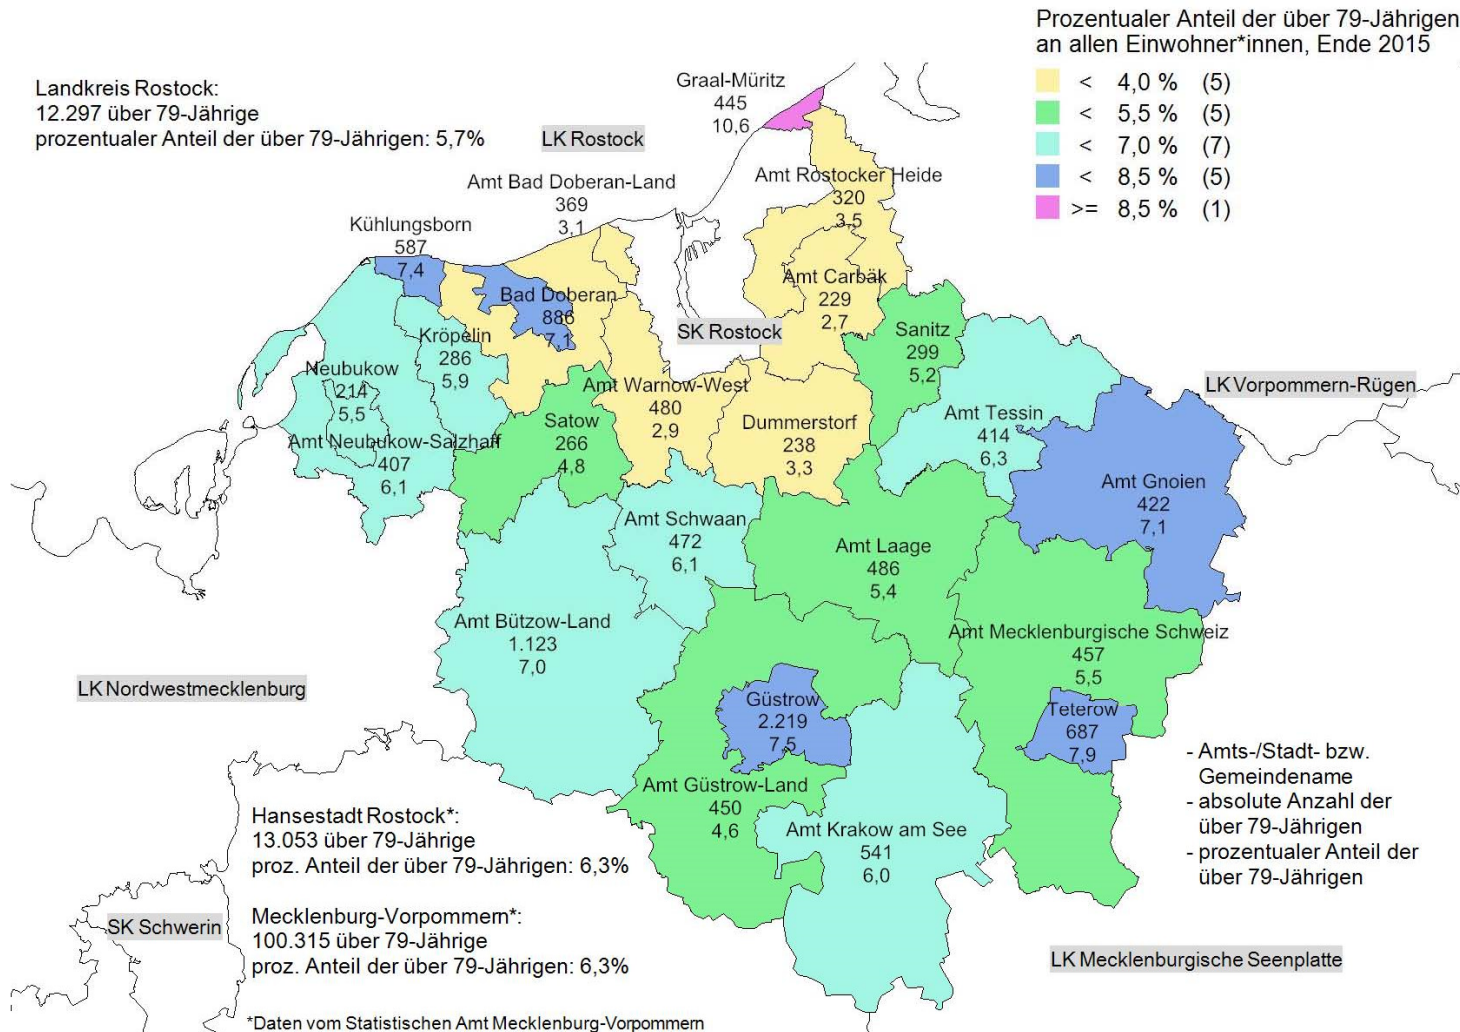 Prozentualer Anteil der über 79-Jährigen
an allen Einwohner*innen, Ende 2015
< 4,0 % (5)
< 5,5 % (5)
< 7,0 % (7)
< 8,5 % (5)
>= 8,5 % (1)
Landkreis Rostock:
12.297 über 79-Jährige
prozentualer Anteil der über 79-Jährigen: 5,7%
LK Rostock
Graal-Müritz
445
10,6
Amt Rostocker Heide
320
3,5
Amt Bad Doberan-Land
369
3,1
Kühlungsborn
587
7,4
Bad Doberan
886
7,1
Amt Carbäk
229
2,7
SK Rostock
Sanitz
299
5,2
Kröpelin
286
5,9
Neubukow
214
5,5
Amt Neubukow-Salzhaff
407
6,1
Satow
266
4,8
Amt Warnow-West
480
2,9
Dummerstorf
238
3,3
Amt Tessin
414
6,3
LK Vorpommern-Rügen
Amt Gnoien
422
7,1
Amt Schwaan
472
6,1
Amt Laage
486
5,4
Amt Bützow-Land
1.123
7,0
Amt Mecklenburgische Schweiz
457
5,5
LK Nordwestmecklenburg
Güstrow
2.219
7,5
Teterow
687
7,9
Amt Güstrow-Land
450
4,6
Amt Krakow am See
541
6,0
- Amts-/Stadt- bzw.
Gemeindename
- absolute Anzahl der
über 79-Jährigen
- prozentualer Anteil der
über 79-Jährigen
Hansestadt Rostock*:
13.053 über 79-Jährige
proz. Anteil der über 79-Jährigen: 6,3%
Mecklenburg-Vorpommern*:
100.315 über 79-Jährige
proz. Anteil der über 79-Jährigen: 6,3%
SK Schwerin
LK Mecklenburgische Seenplatte
*Daten vom Statistischen Amt Mecklenburg-Vorpommern